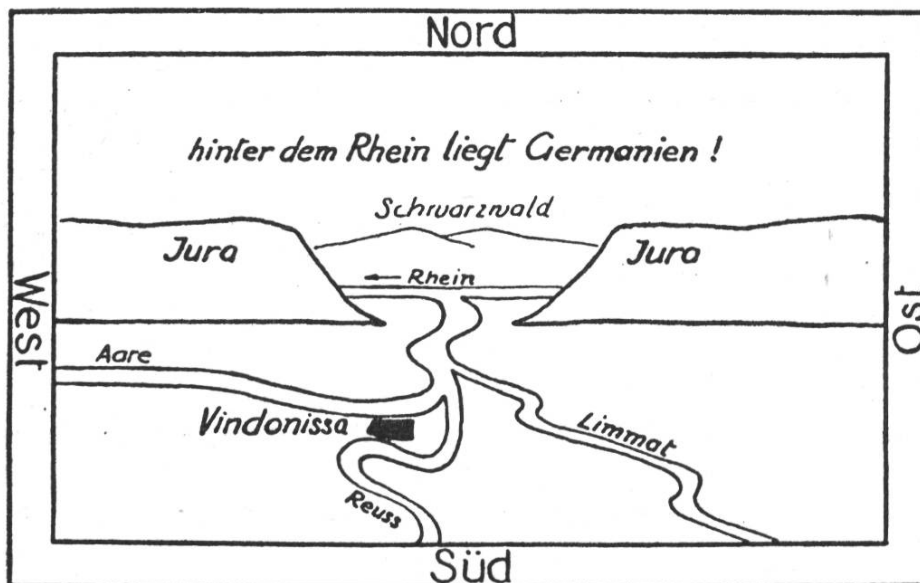 Nord
hinter dem Rhein liegt Germanien !
Schwarzwald
Jura
Jura
← Rhein
West
Ost
Aare
Vindonissa
Limmat
Reuss
Süd